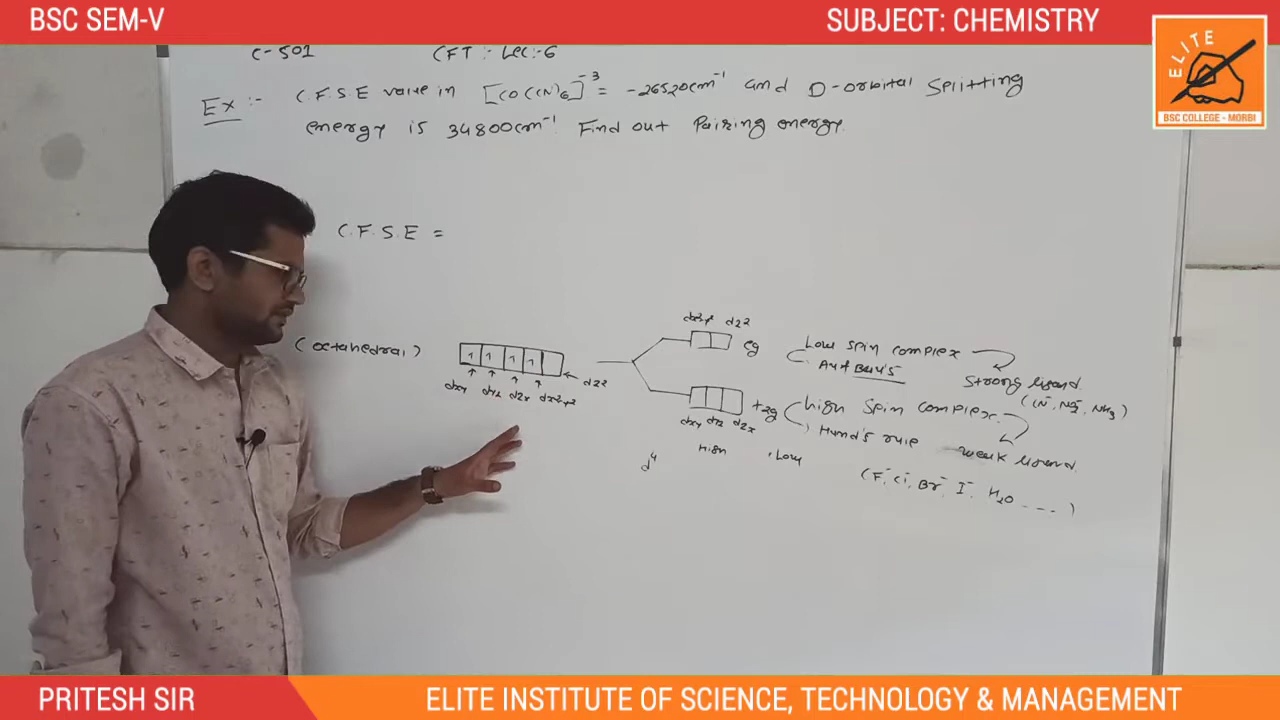 BSC SEM-V
SUBJECT: CHEMISTRY
ELITE
BSC COLLEGE - MORBI
C-501 CFT :- Lec:-6
Ex :- C.F.S.E value in [CO(CN)6]⁻³ = -26520cm⁻¹ and D-orbital Splitting
energy is 34800cm⁻¹ Find out Pairing energy.
C.F.S.E =
(octahedral)
↿ ↿ ↿ ↿
dxy dyz dzx dx²-y² dz²
dx²-y² dz²
eg
Low spin complex
Strong ligand
(CN⁻, NO₂⁻, NH₃)
t2g
dxy dyz dzx
high spin complex.
Hund's rule
weak ligand
(F⁻, Cl⁻, Br⁻, I⁻, H₂O ----)
d⁴ High Low
PRITESH SIR
ELITE INSTITUTE OF SCIENCE, TECHNOLOGY & MANAGEMENT